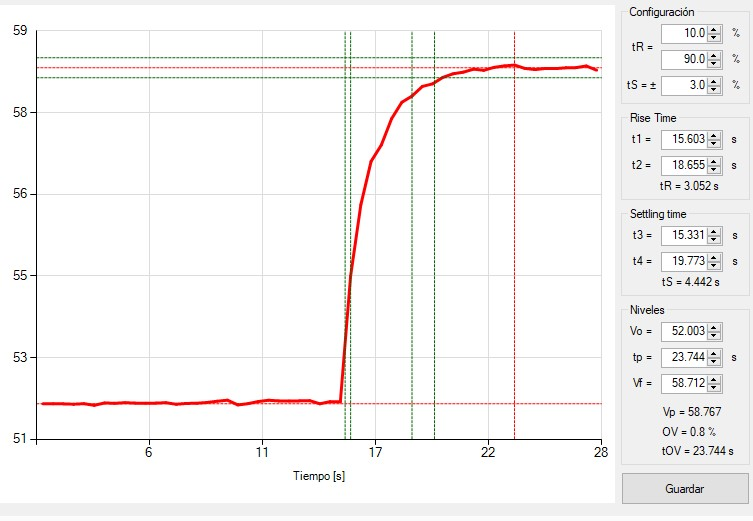 59
58
56
55
53
51
6
11
17
22
28
Tiempo [s]
Configuración
tR =
10.0 %
90.0 %
tS = ± 3.0 %
Rise Time
t1 = 15.603 s
t2 = 18.655 s
tR = 3.052 s
Settling time
t3 = 15.331 s
t4 = 19.773 s
tS = 4.442 s
Niveles
Vo = 52.003
tp = 23.744 s
Vf = 58.712
Vp = 58.767
OV = 0.8 %
tOV = 23.744 s
Guardar